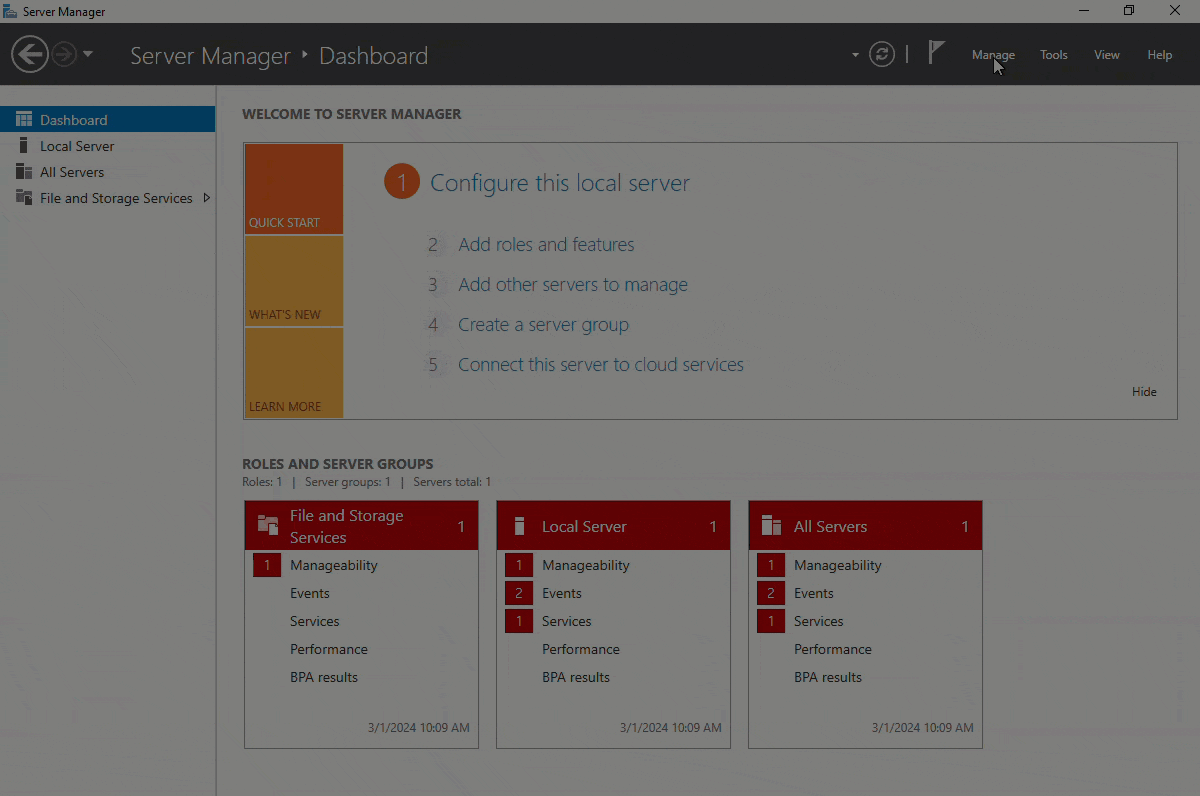 Server Manager
Server Manager ‣ Dashboard
Manage Tools View Help
Dashboard
Local Server
All Servers
File and Storage Services
WELCOME TO SERVER MANAGER
QUICK START
WHAT'S NEW
LEARN MORE
1 Configure this local server
2 Add roles and features
3 Add other servers to manage
4 Create a server group
5 Connect this server to cloud services
Hide
ROLES AND SERVER GROUPS
Roles: 1 | Server groups: 1 | Servers total: 1
File and Storage
Services 1
1 Manageability
Events
Services
Performance
BPA results
3/1/2024 10:09 AM
Local Server 1
1 Manageability
2 Events
1 Services
Performance
BPA results
3/1/2024 10:09 AM
All Servers 1
1 Manageability
2 Events
1 Services
Performance
BPA results
3/1/2024 10:09 AM